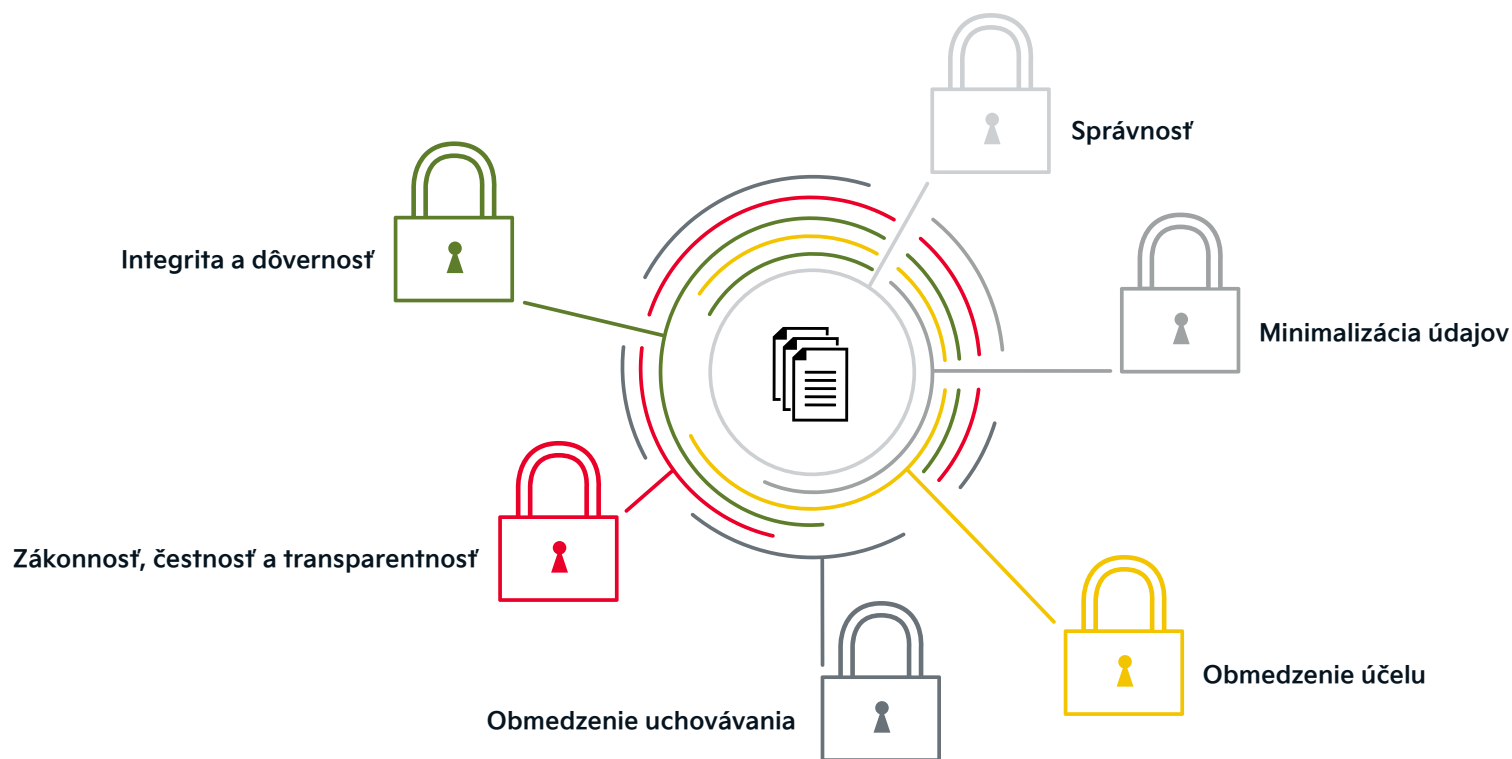 Správnosť
Integrita a dôvernosť
Minimalizácia údajov
Zákonnosť, čestnosť a transparentnosť
Obmedzenie účelu
Obmedzenie uchovávania